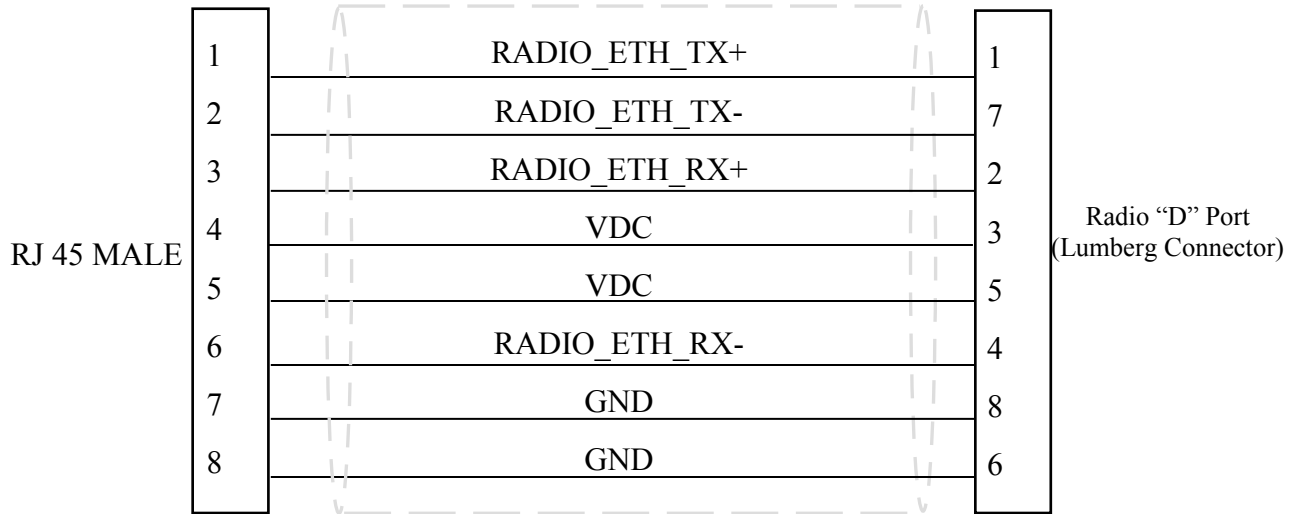 1 RADIO_ETH_TX+ 1
2 RADIO_ETH_TX- 7
3 RADIO_ETH_RX+ 2
4 VDC 3
5 VDC 5
6 RADIO_ETH_RX- 4
7 GND 8
8 GND 6
RJ 45 MALE
Radio “D” Port
(Lumberg Connector)